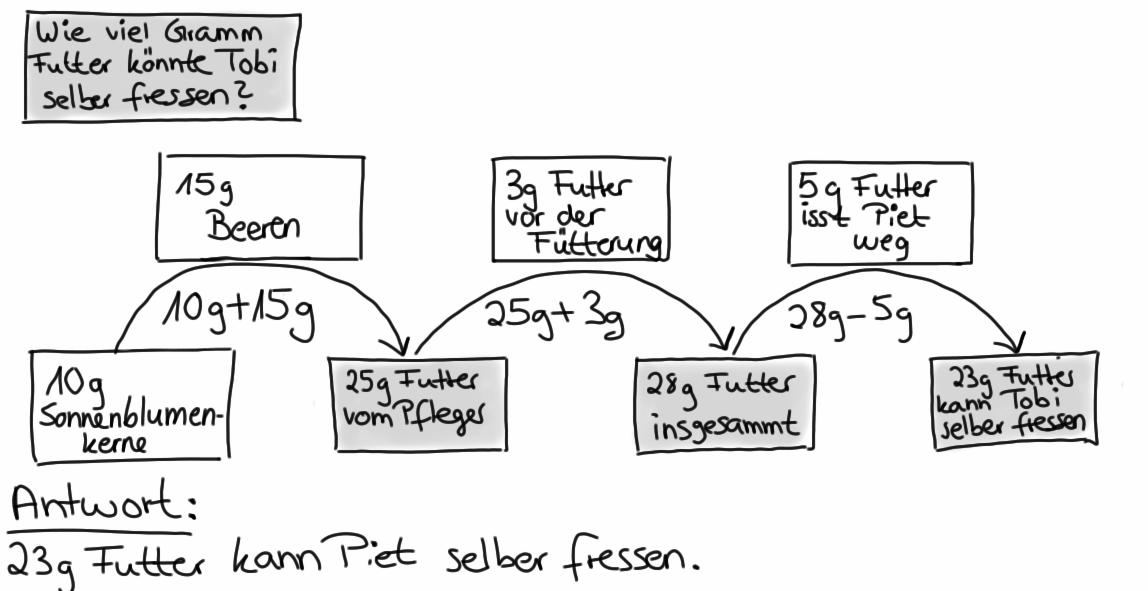 Wie viel Gramm
Futter könnte Tobi
selber fressen?
15g
Beeren
3g Futter
vor der
Fütterung
5g Futter
isst Piet
weg
10g+15g
25g+3g
28g-5g
10g
Sonnenblumen-
kerne
25g Futter
vom Pfleger
28g Futter
insgesammt
23g Futter
kann Tobi
selber fressen
Antwort:
23g Futter kann Piet selber fressen.